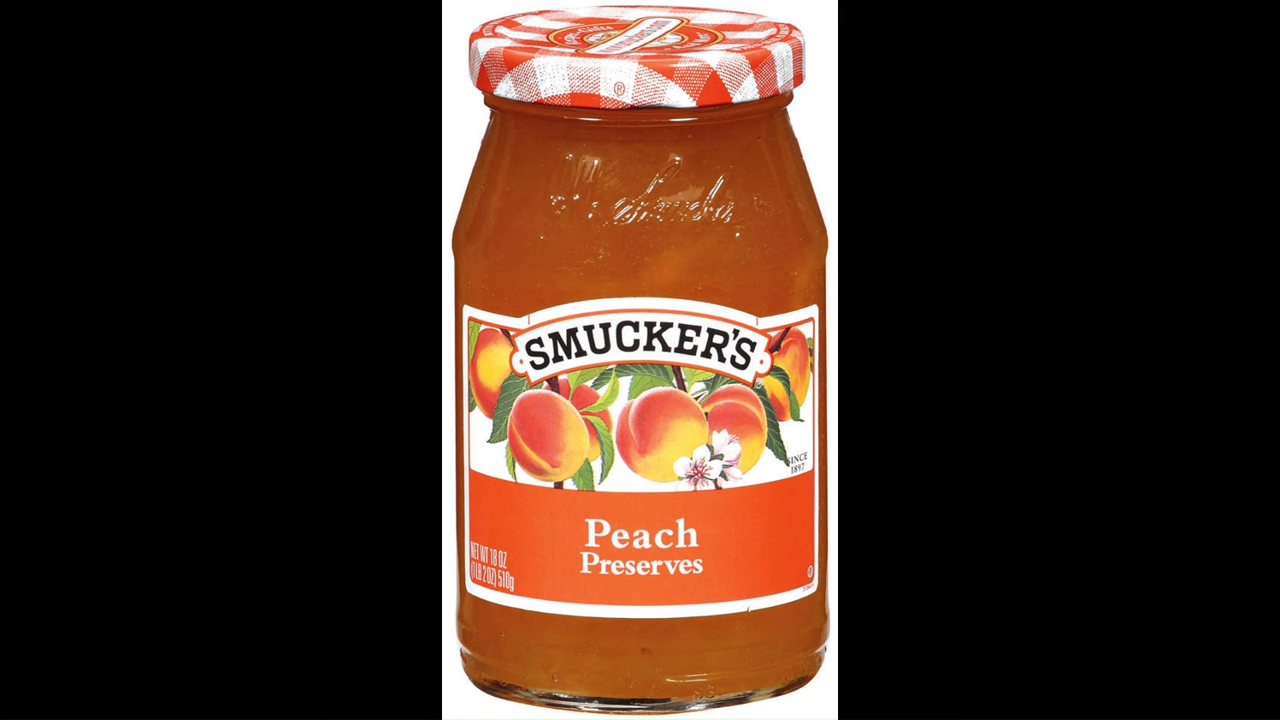 ®
SMUCKER'S
®
SINCE
1897
Peach
Preserves
NET WT 18 OZ
(1 LB 2 OZ) 510g